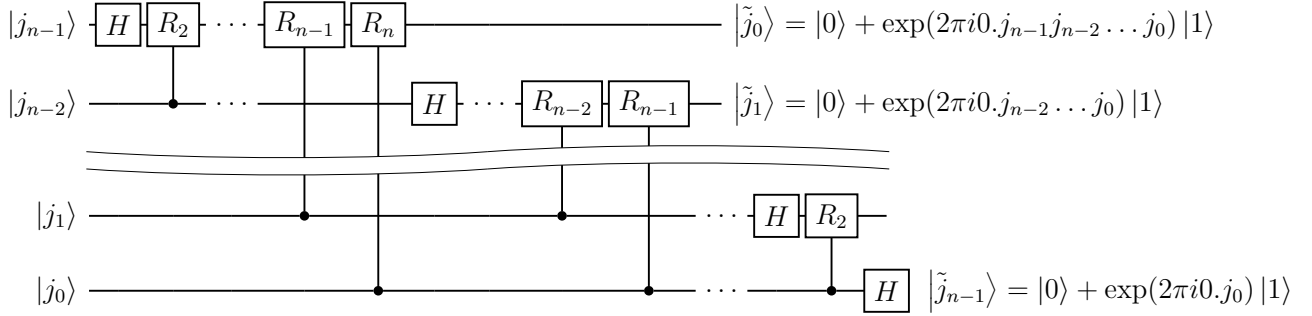 |j_{n−1}⟩ H R_2 ⋯ R_{n−1} R_n |j̃_0⟩ = |0⟩ + exp(2πi0.j_{n−1}j_{n−2} … j_0) |1⟩
|j_{n−2}⟩ ⋯ H ⋯ R_{n−2} R_{n−1} |j̃_1⟩ = |0⟩ + exp(2πi0.j_{n−2} … j_0) |1⟩
|j_1⟩ ⋯ H R_2
|j_0⟩ ⋯ H |j̃_{n−1}⟩ = |0⟩ + exp(2πi0.j_0) |1⟩